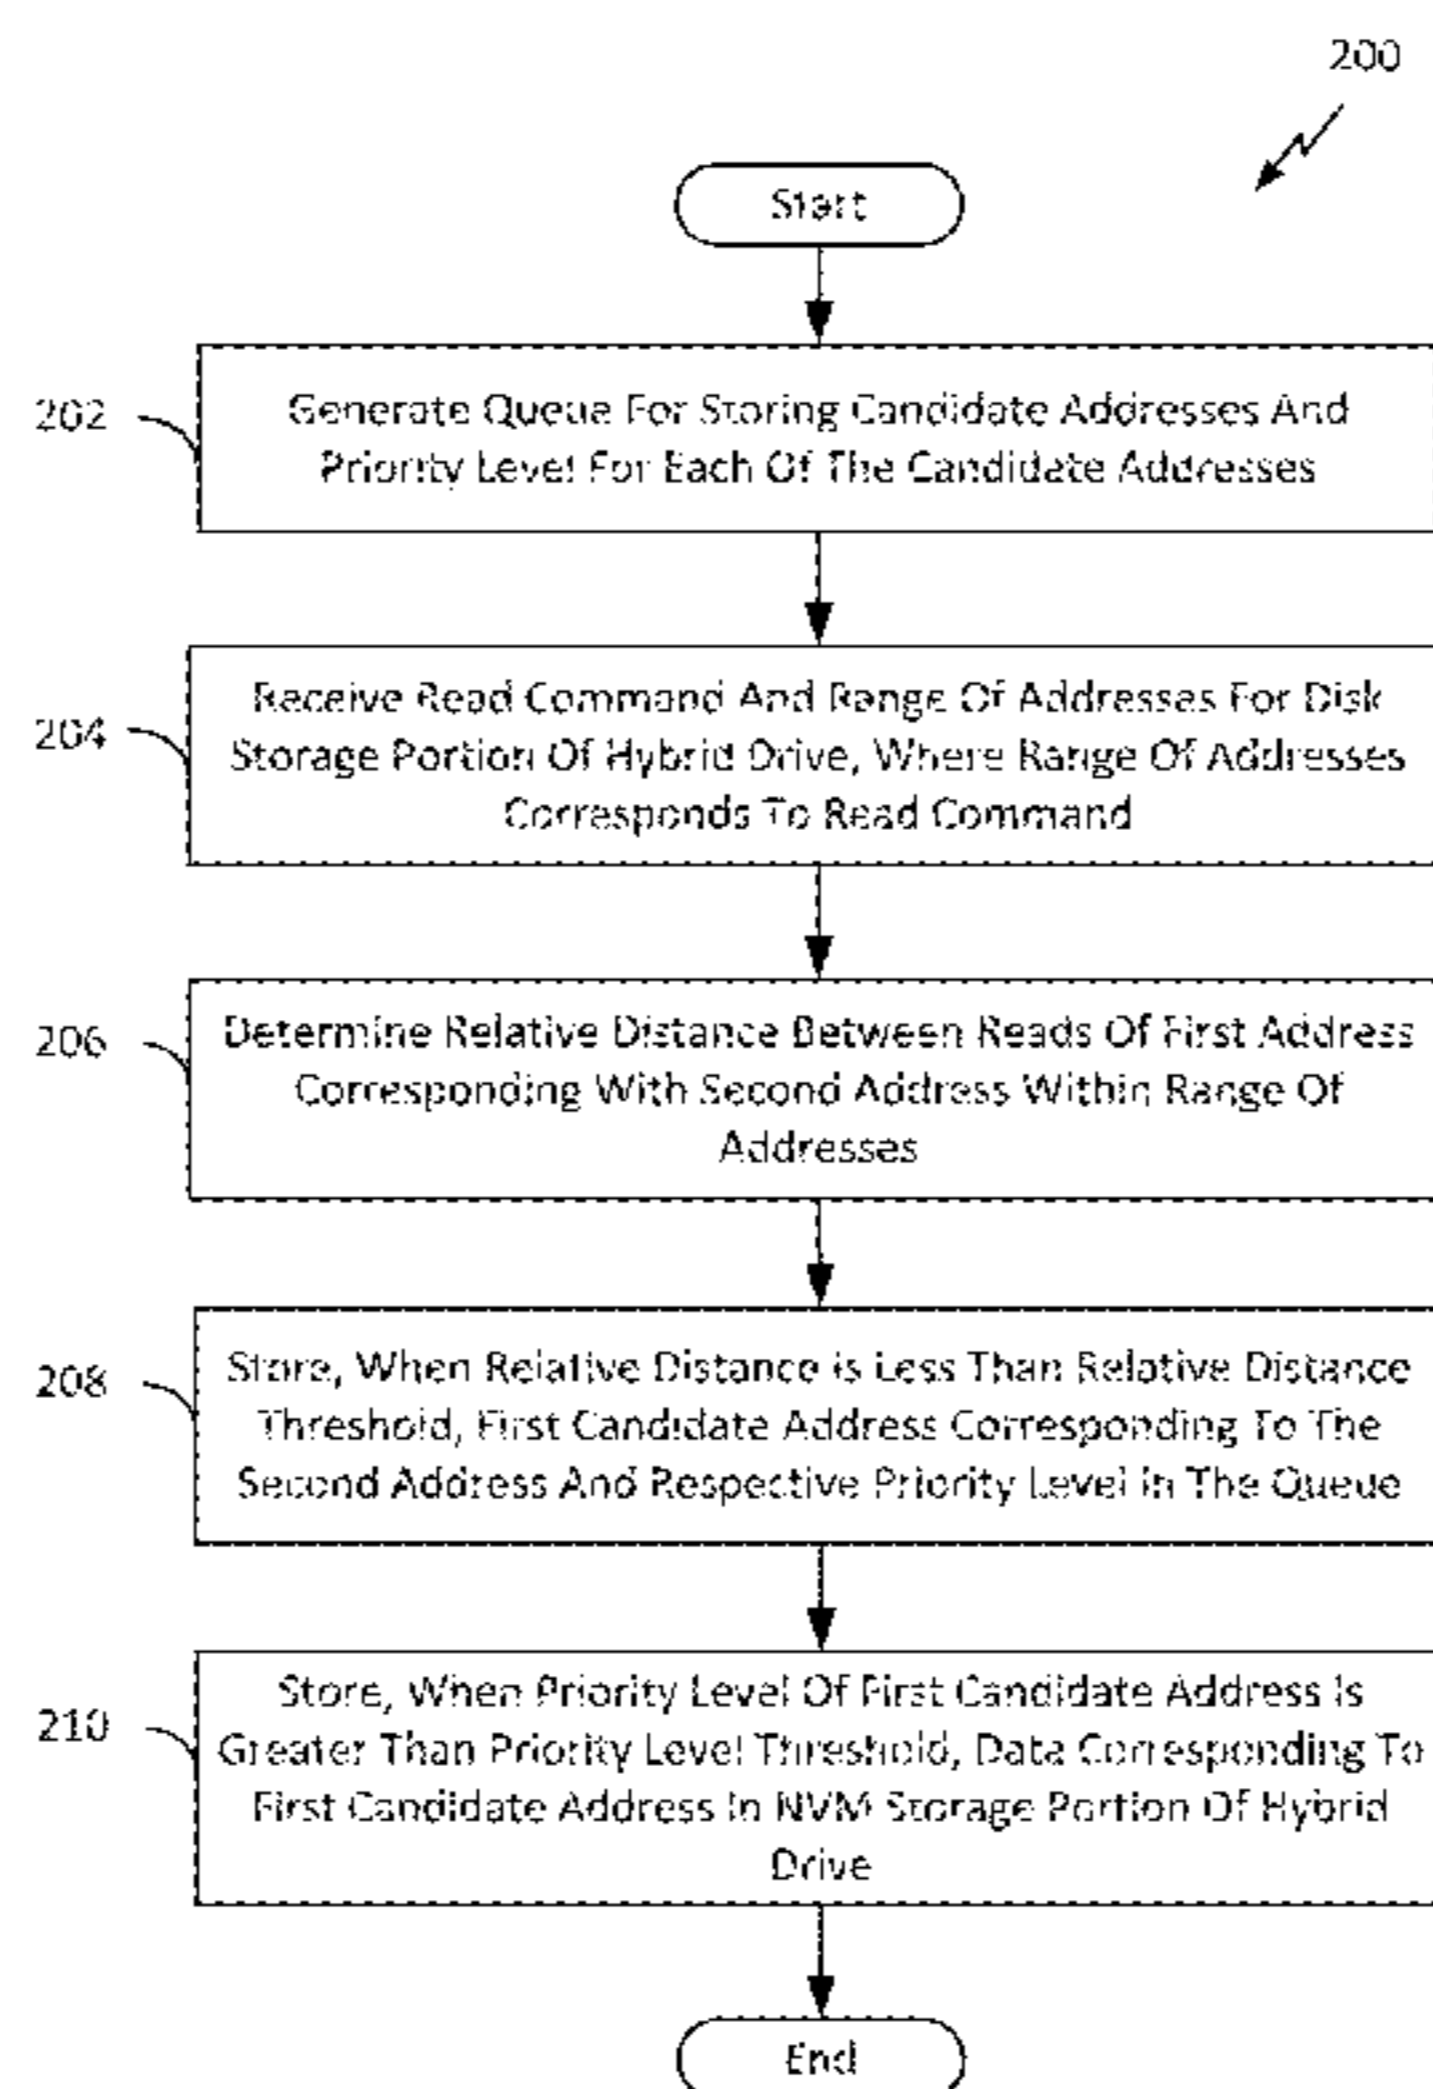 200
Start
202
Generate Queue For Storing Candidate Addresses And
Priority Level For Each Of The Candidate Addresses
204
Receive Read Command And Range Of Addresses For Disk
Storage Portion Of Hybrid Drive, Where Range Of Addresses
Corresponds To Read Command
206
Determine Relative Distance Between Reads Of First Address
Corresponding With Second Address Within Range Of
Addresses
208
Store, When Relative Distance Is Less Than Relative Distance
Threshold, First Candidate Address Corresponding To The
Second Address And Respective Priority Level In The Queue
210
Store, When Priority Level Of First Candidate Address Is
Greater Than Priority Level Threshold, Data Corresponding To
First Candidate Address In NVM Storage Portion Of Hybrid
Drive
End